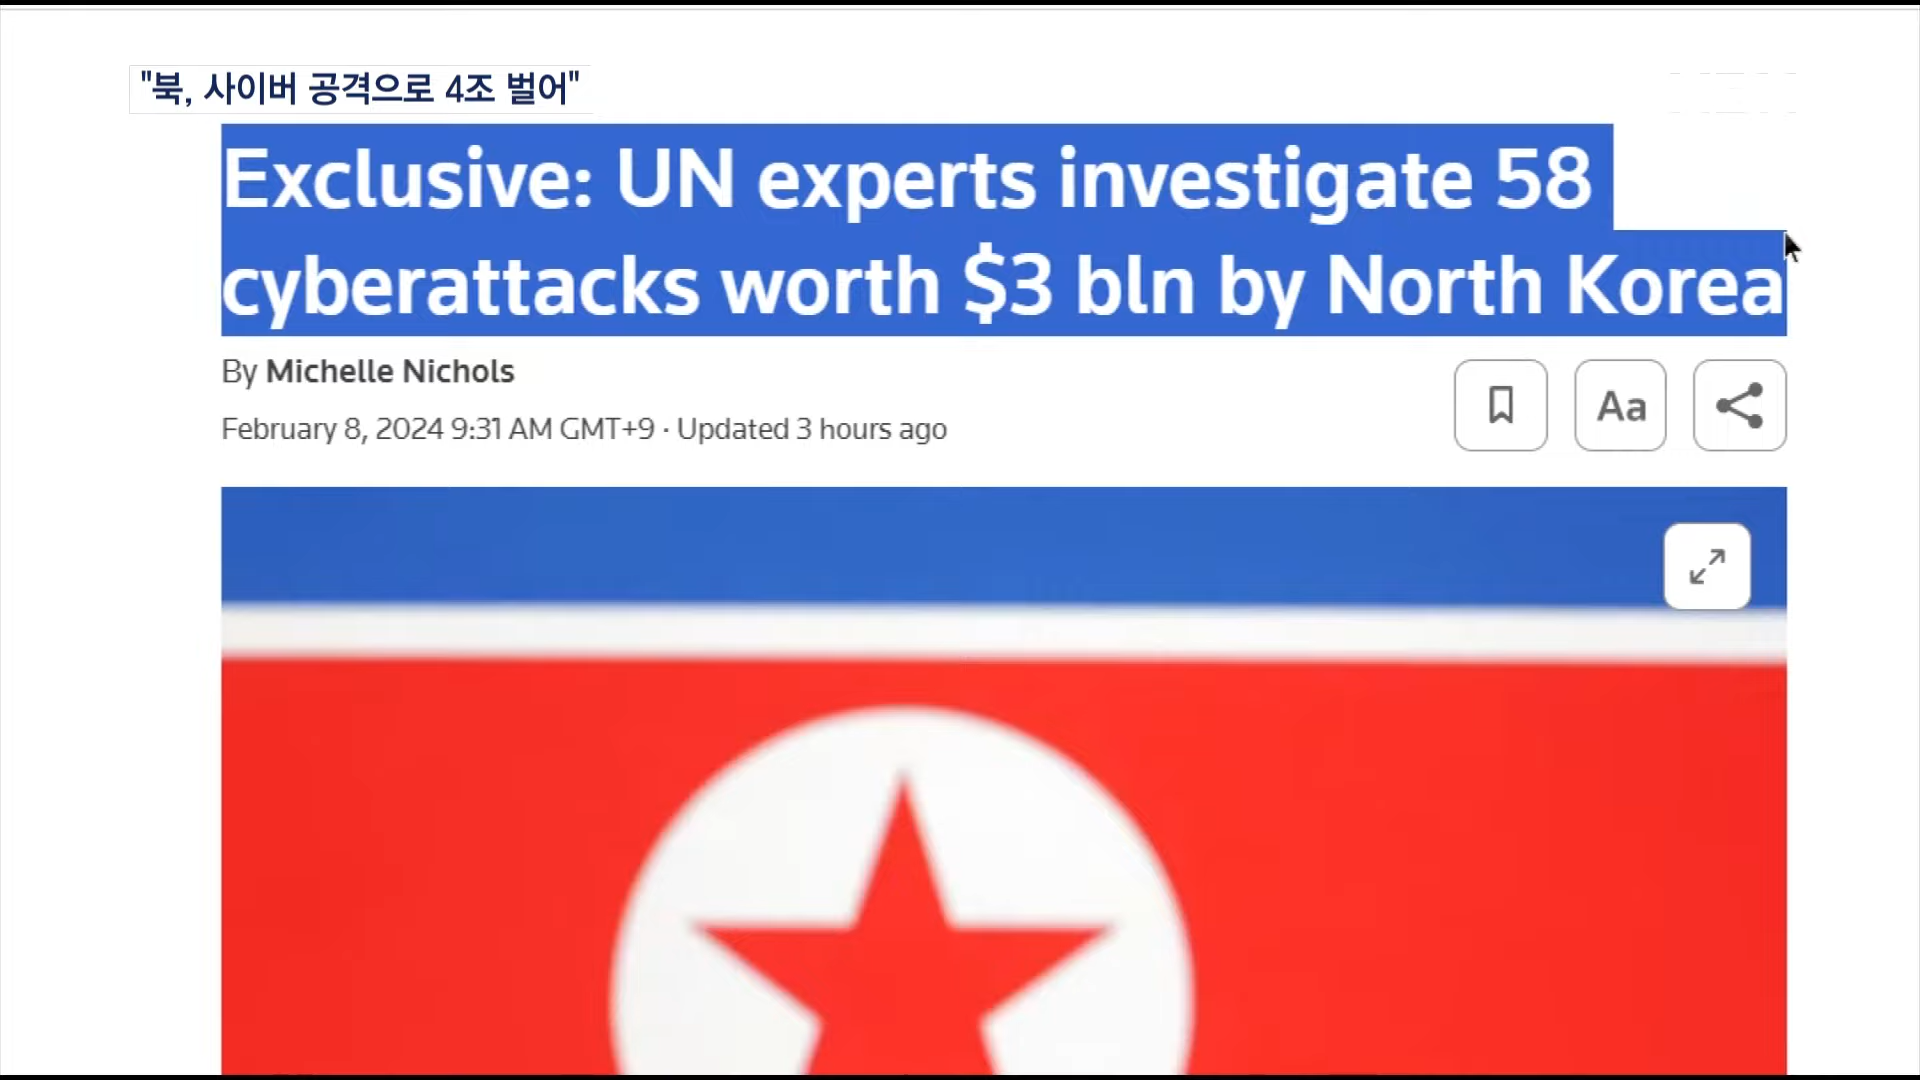 "북, 사이버 공격으로 4조 벌어"
Exclusive: UN experts investigate 58
cyberattacks worth $3 bln by North Korea
By Michelle Nichols
February 8, 2024 9:31 AM GMT+9 · Updated 3 hours ago
Aa